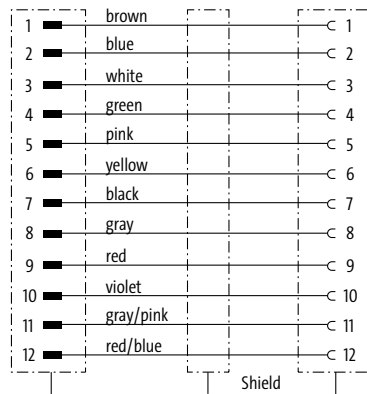 1 brown 1
2 blue 2
3 white 3
4 green 4
5 pink 5
6 yellow 6
7 black 7
8 gray 8
9 red 9
10 violet 10
11 gray/pink 11
12 red/blue 12
Shield